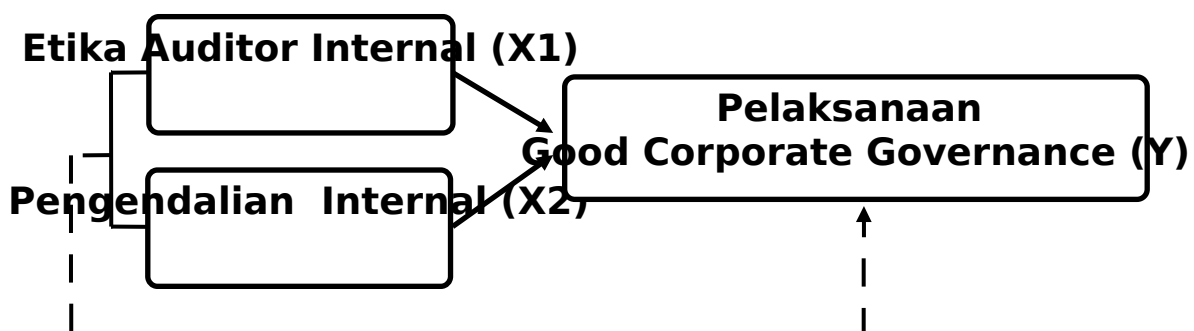 Etika Auditor Internal (X1)
Pelaksanaan
Good Corporate Governance (Y)
Pengendalian  Internal (X2)